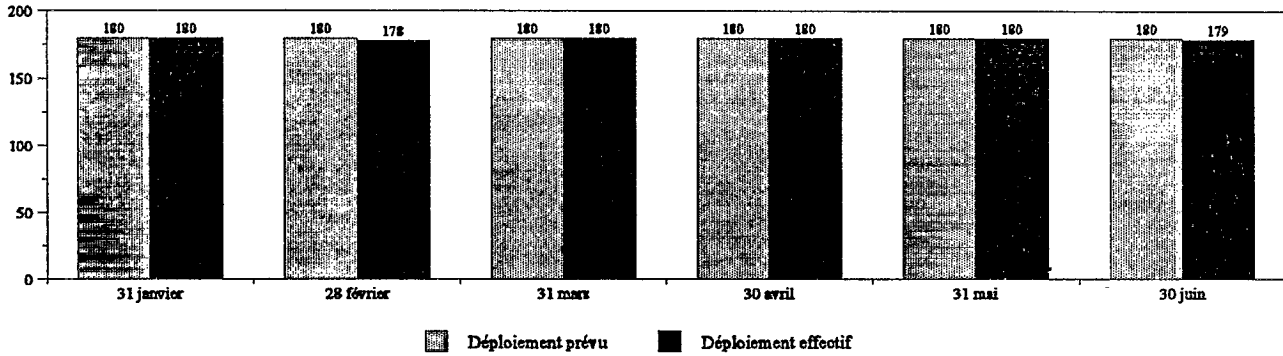 200
180 180 180 178 180 180 180 180 180 180 180 179
150
100
50
0
31 janvier 28 février 31 mars 30 avril 31 mai 30 juin
Déploiement prévu Déploiement effectif